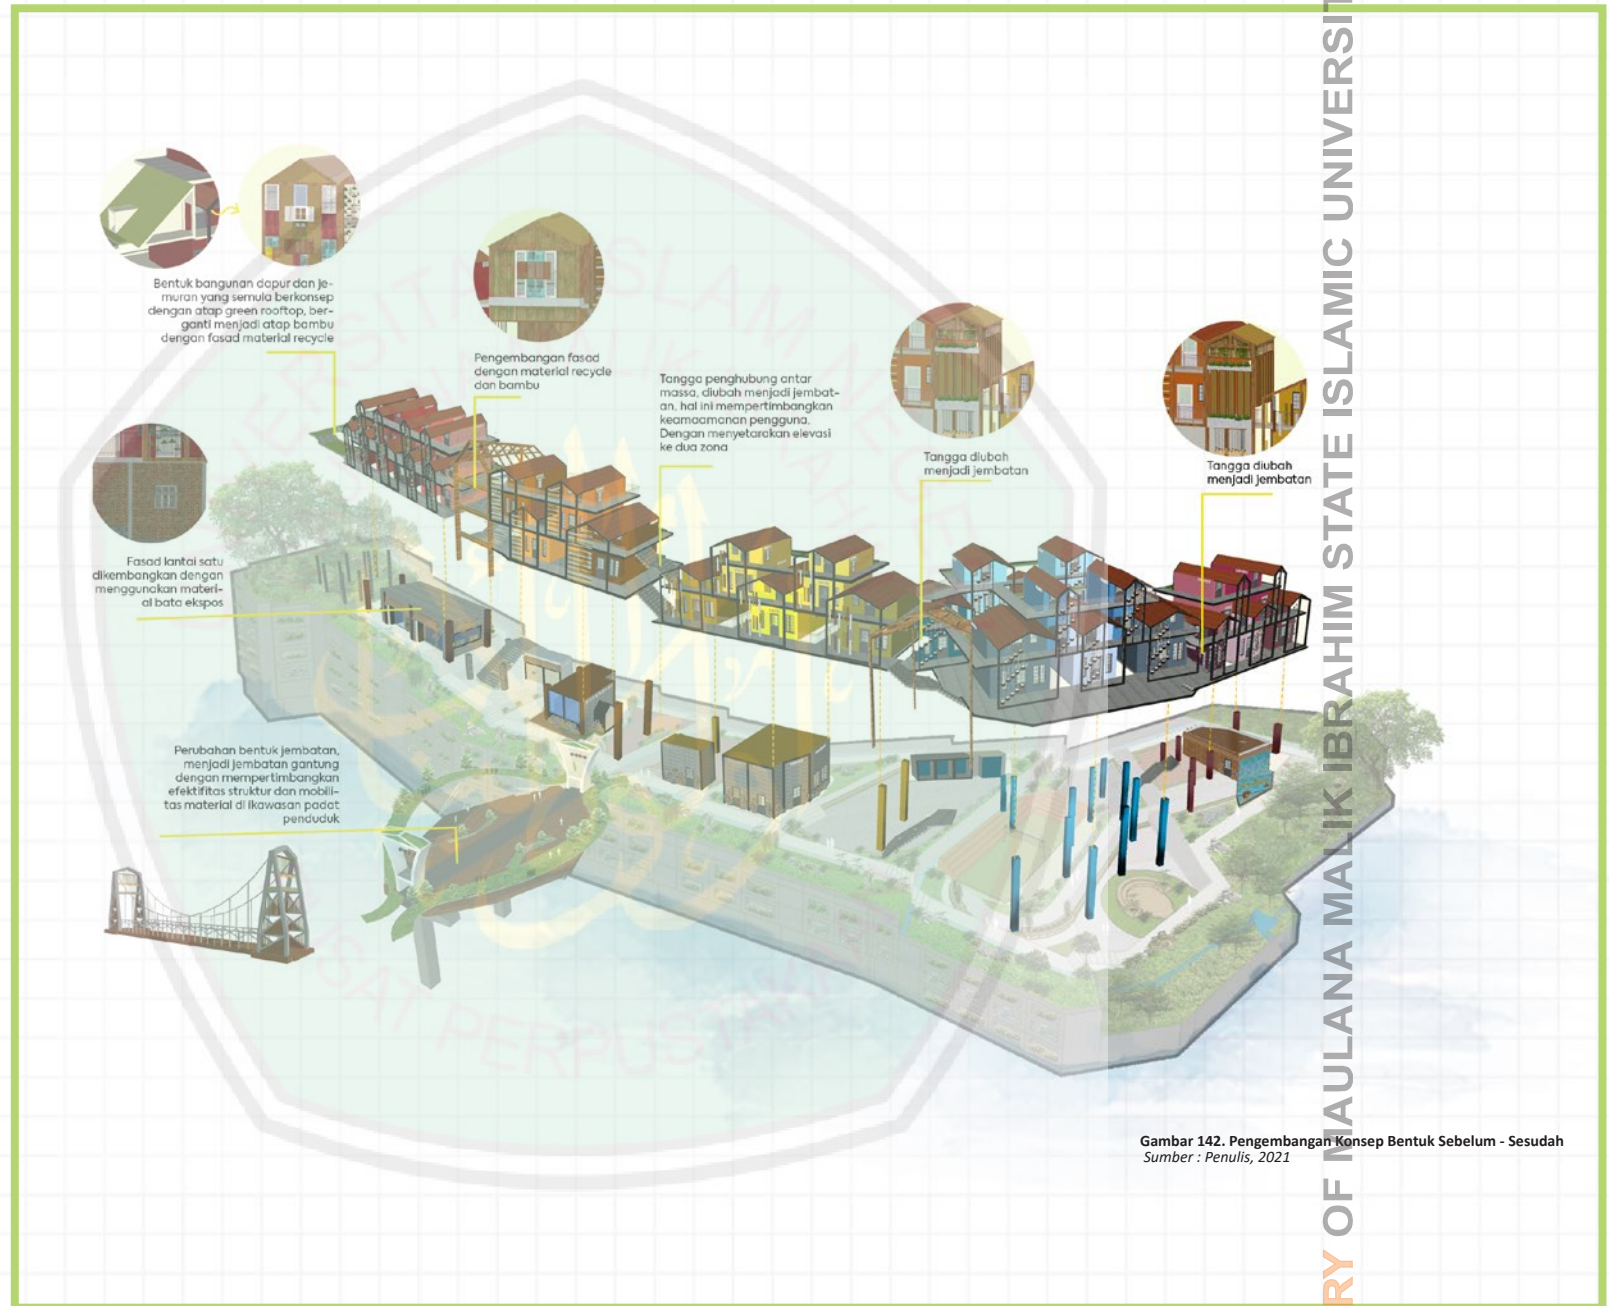 Bentuk bangunan dapur dan je-
muran yang semula berkonsep
dengan atap green rooftop, ber-
ganti menjadi atap bambu
dengan fasad material recycle
Pengembangan fasad
dengan material recycle
dan bambu
Tangga penghubung antar
massa, diubah menjadi jembat-
an, hal ini mempertimbangkan
keamaamanan pengguna.
Dengan menyetarakan elevasi
ke dua zona
Tangga diubah
menjadi jembatan
Tangga diubah
menjadi jembatan
Fasad lantai satu
dikembangkan dengan
menggunakan materi-
al bata ekspos
Perubahan bentuk jembatan,
menjadi jembatan gantung
dengan mempertimbangkan
efektifitas struktur dan mobili-
tas material di lkawasan padat
penduduk
Gambar 142. Pengembangan Konsep Bentuk Sebelum - Sesudah
Sumber : Penulis, 2021
RY OF MAULANA MALIK IBRAHIM STATE ISLAMIC UNIVERSIT